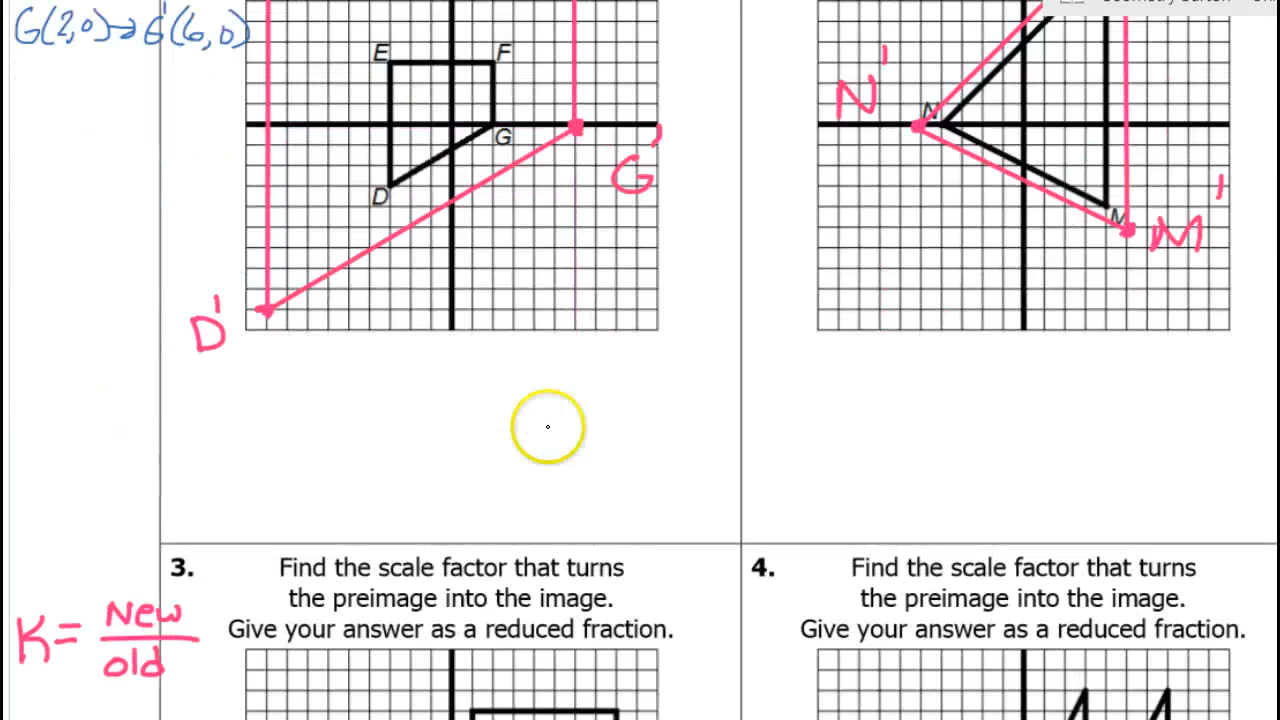 G(2,0)→G'(6,0)
E
F
G
D
G'
D'
N'
N
M
M'
3.
Find the scale factor that turns
the preimage into the image.
Give your answer as a reduced fraction.
4.
Find the scale factor that turns
the preimage into the image.
Give your answer as a reduced fraction.
K = New
old